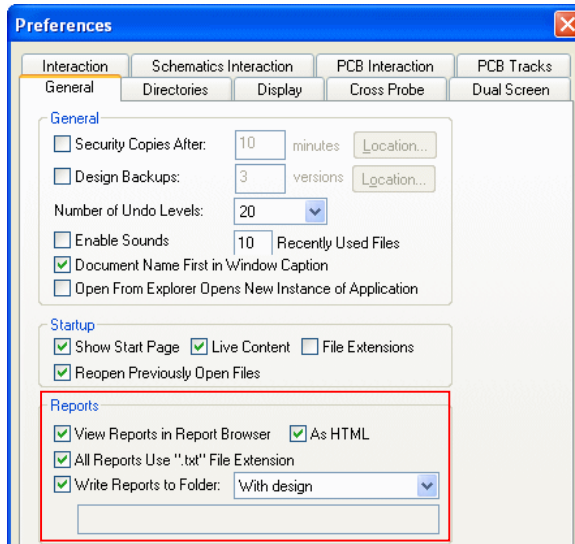 Preferences
Interaction Schematics Interaction PCB Interaction PCB Tracks
General Directories Display Cross Probe Dual Screen
General
Security Copies After: 10 minutes Location...
Design Backups: 3 versions Location...
Number of Undo Levels: 20
Enable Sounds 10 Recently Used Files
Document Name First in Window Caption
Open From Explorer Opens New Instance of Application
Startup
Show Start Page Live Content File Extensions
Reopen Previously Open Files
Reports
View Reports in Report Browser As HTML
All Reports Use ".txt" File Extension
Write Reports to Folder: With design